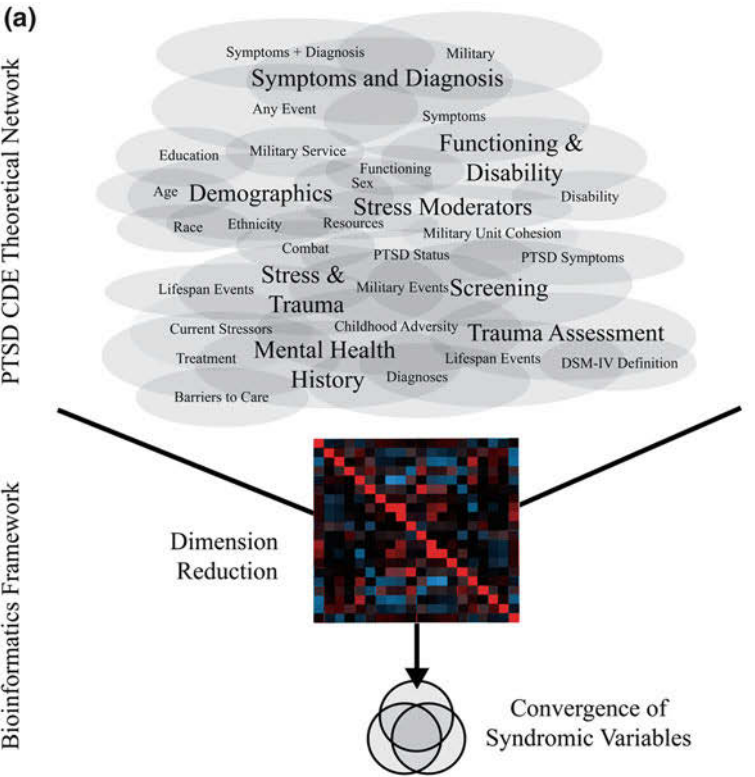 (a)
PTSD CDE Theoretical Network
Symptoms + Diagnosis
Military
Symptoms and Diagnosis
Any Event
Symptoms
Functioning &
Disability
Education
Military Service
Functioning
Sex
Age
Demographics
Stress Moderators
Disability
Race
Ethnicity
Resources
Military Unit Cohesion
Combat
PTSD Status
PTSD Symptoms
Stress &
Trauma
Lifespan Events
Military Events
Screening
Current Stressors
Childhood Adversity
Trauma Assessment
Treatment
Mental Health
History
Lifespan Events
DSM-IV Definition
Diagnoses
Barriers to Care
Bioinformatics Framework
Dimension
Reduction
Convergence of
Syndromic Variables